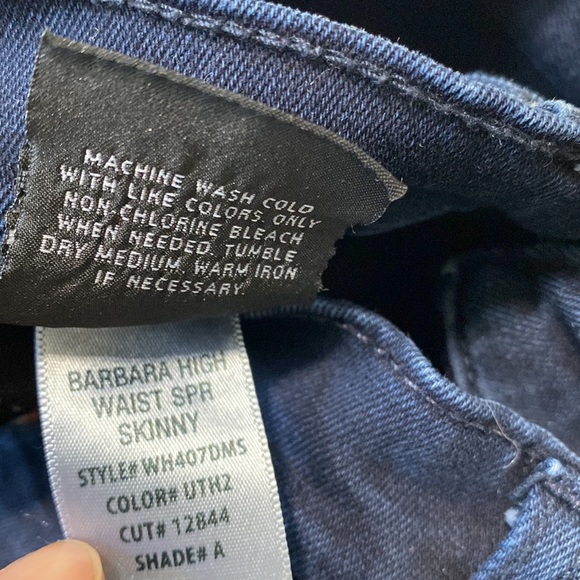 MACHINE WASH COLD
WITH LIKE COLORS. ONLY
NON-CHLORINE BLEACH
WHEN NEEDED. TUMBLE
DRY MEDIUM, WARM IRON
IF NECESSARY.
BARBARA HIGH
WAIST SPR
SKINNY
STYLE# WH407DMS
COLOR# UTH2
CUT# 12844
SHADE# A